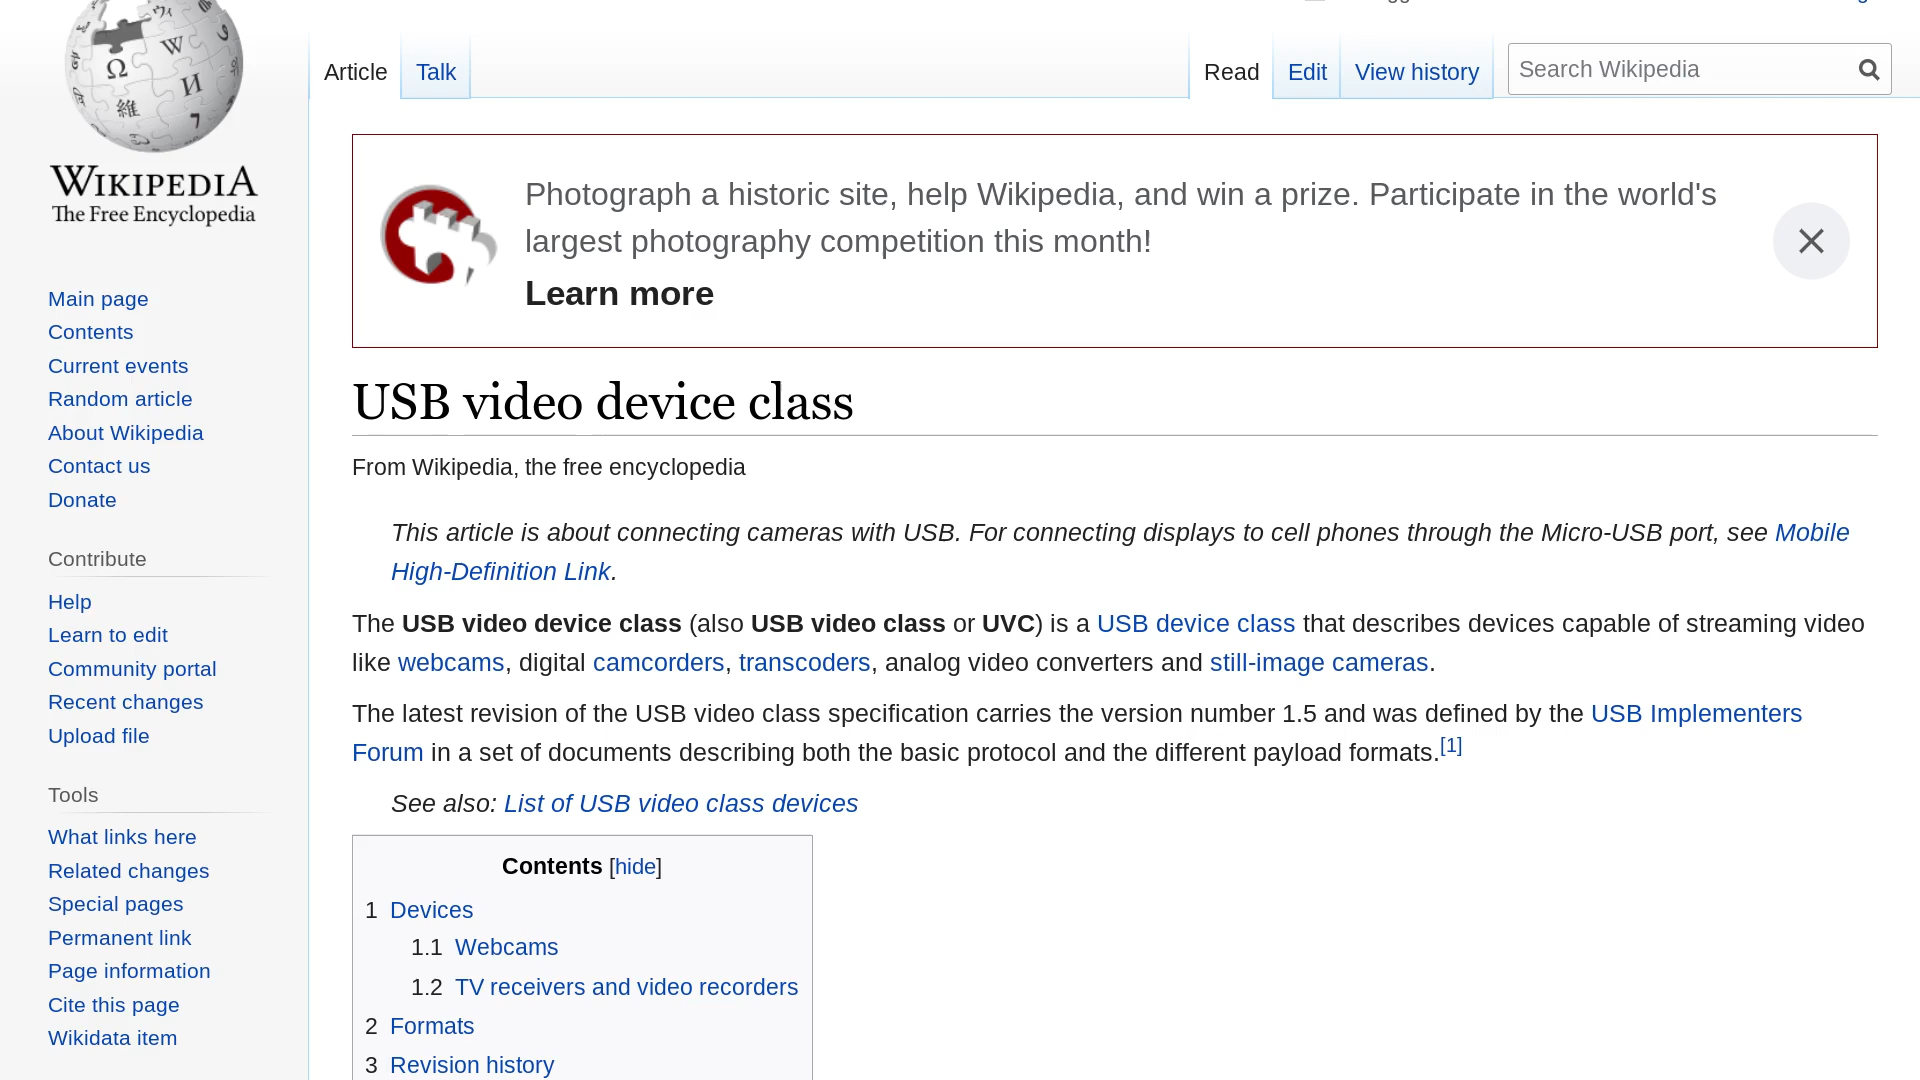 WIKIPEDIA
The Free Encyclopedia
Main page
Contents
Current events
Random article
About Wikipedia
Contact us
Donate
Contribute
Help
Learn to edit
Community portal
Recent changes
Upload file
Tools
What links here
Related changes
Special pages
Permanent link
Page information
Cite this page
Wikidata item
Article Talk Read Edit View history Search Wikipedia
Photograph a historic site, help Wikipedia, and win a prize. Participate in the world's
largest photography competition this month!
Learn more
USB video device class
From Wikipedia, the free encyclopedia
This article is about connecting cameras with USB. For connecting displays to cell phones through the Micro-USB port, see Mobile
High-Definition Link.
The USB video device class (also USB video class or UVC) is a USB device class that describes devices capable of streaming video
like webcams, digital camcorders, transcoders, analog video converters and still-image cameras.
The latest revision of the USB video class specification carries the version number 1.5 and was defined by the USB Implementers
Forum in a set of documents describing both the basic protocol and the different payload formats.[1]
See also: List of USB video class devices
Contents [hide]
1 Devices
1.1 Webcams
1.2 TV receivers and video recorders
2 Formats
3 Revision history